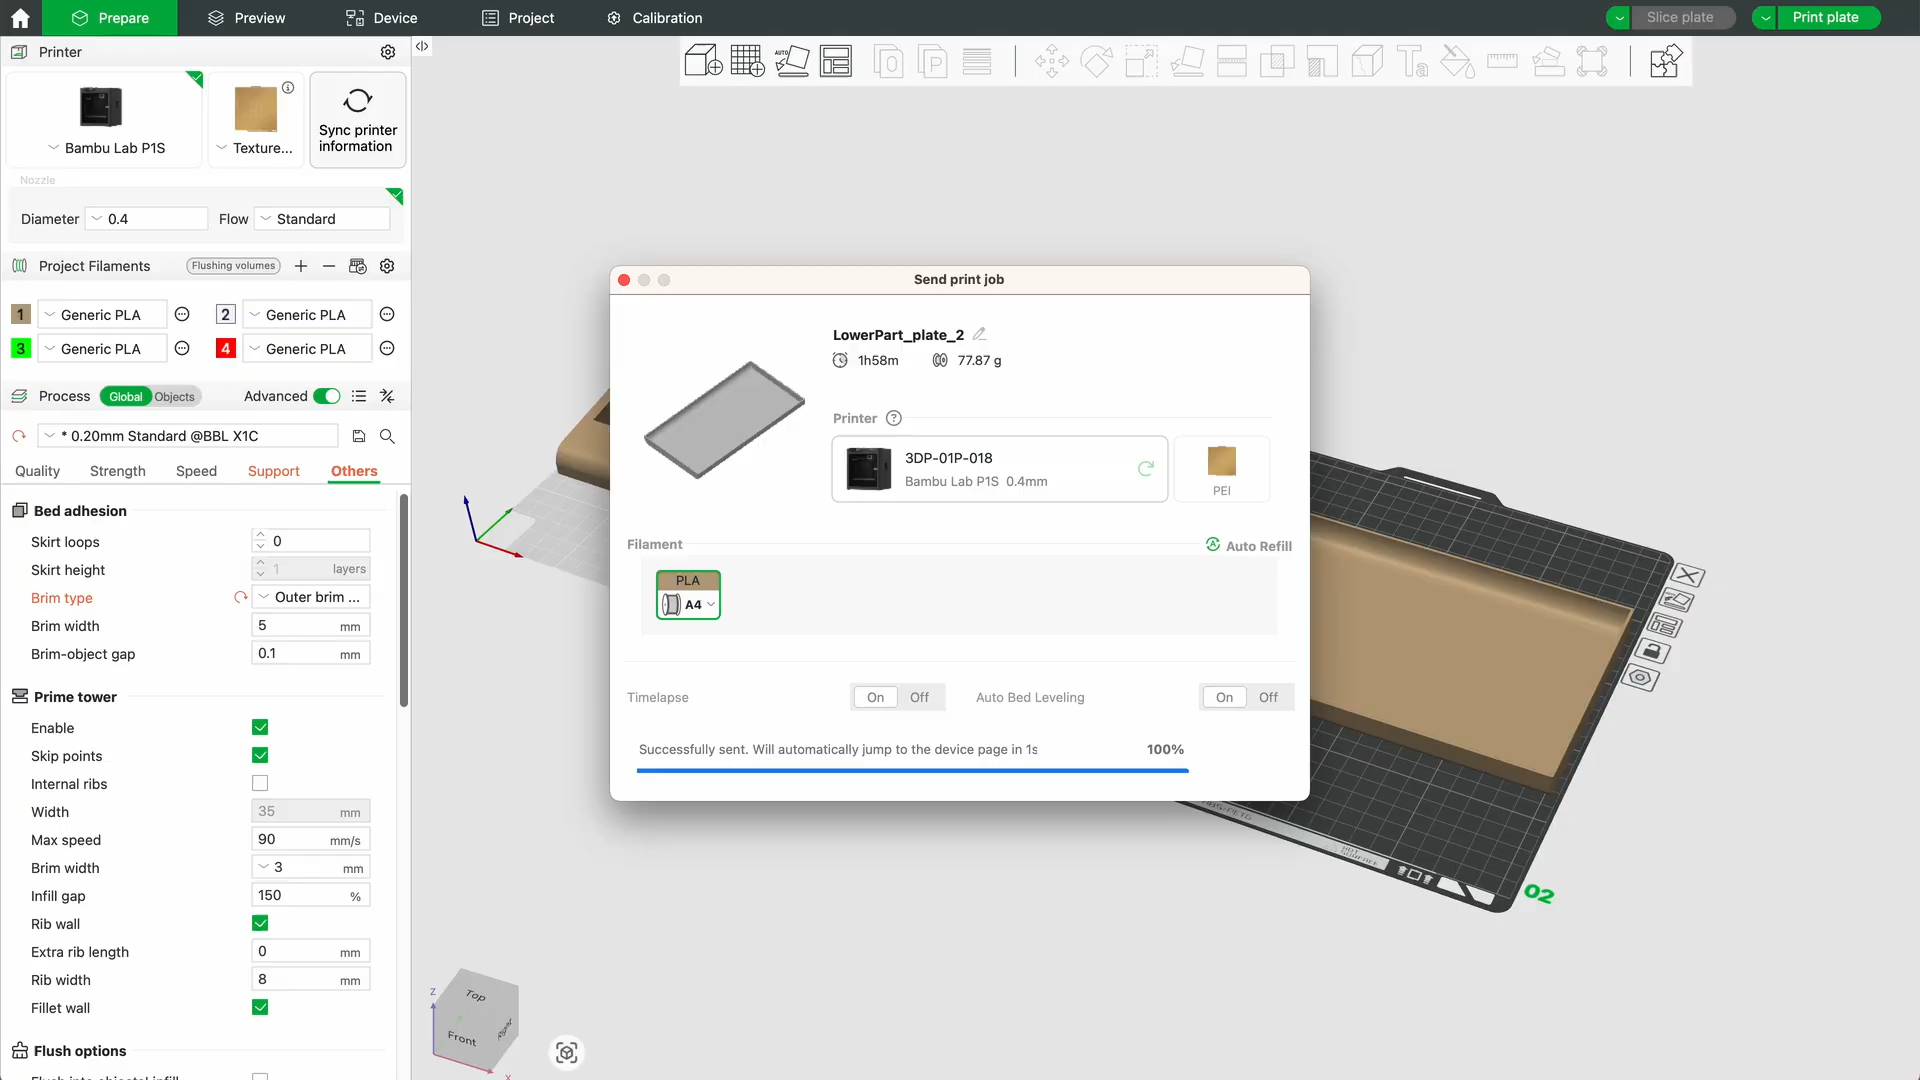 Prepare
Preview
Device
Project
Calibration
Slice plate
Print plate
Printer
Bambu Lab P1S
Texture...
Sync printer
information
Nozzle
Diameter 0.4 Flow Standard
Project Filaments Flushing volumes
1 Generic PLA 2 Generic PLA
3 Generic PLA 4 Generic PLA
Process Global Objects Advanced
* 0.20mm Standard @BBL X1C
Quality Strength Speed Support Others
Bed adhesion
Skirt loops 0
Skirt height 1 layers
Brim type Outer brim ...
Brim width 5 mm
Brim-object gap 0.1 mm
Prime tower
Enable
Skip points
Internal ribs
Width 35 mm
Max speed 90 mm/s
Brim width 3 mm
Infill gap 150 %
Rib wall
Extra rib length 0 mm
Rib width 8 mm
Fillet wall
Flush options
Send print job
LowerPart_plate_2
1h58m 77.87 g
Printer
3DP-01P-018
Bambu Lab P1S 0.4mm
PEI
Filament
Auto Refill
PLA
A4
Timelapse On Off Auto Bed Leveling On Off
Successfully sent. Will automatically jump to the device page in 1s 100%
02
Top
Front
Right
Z
X